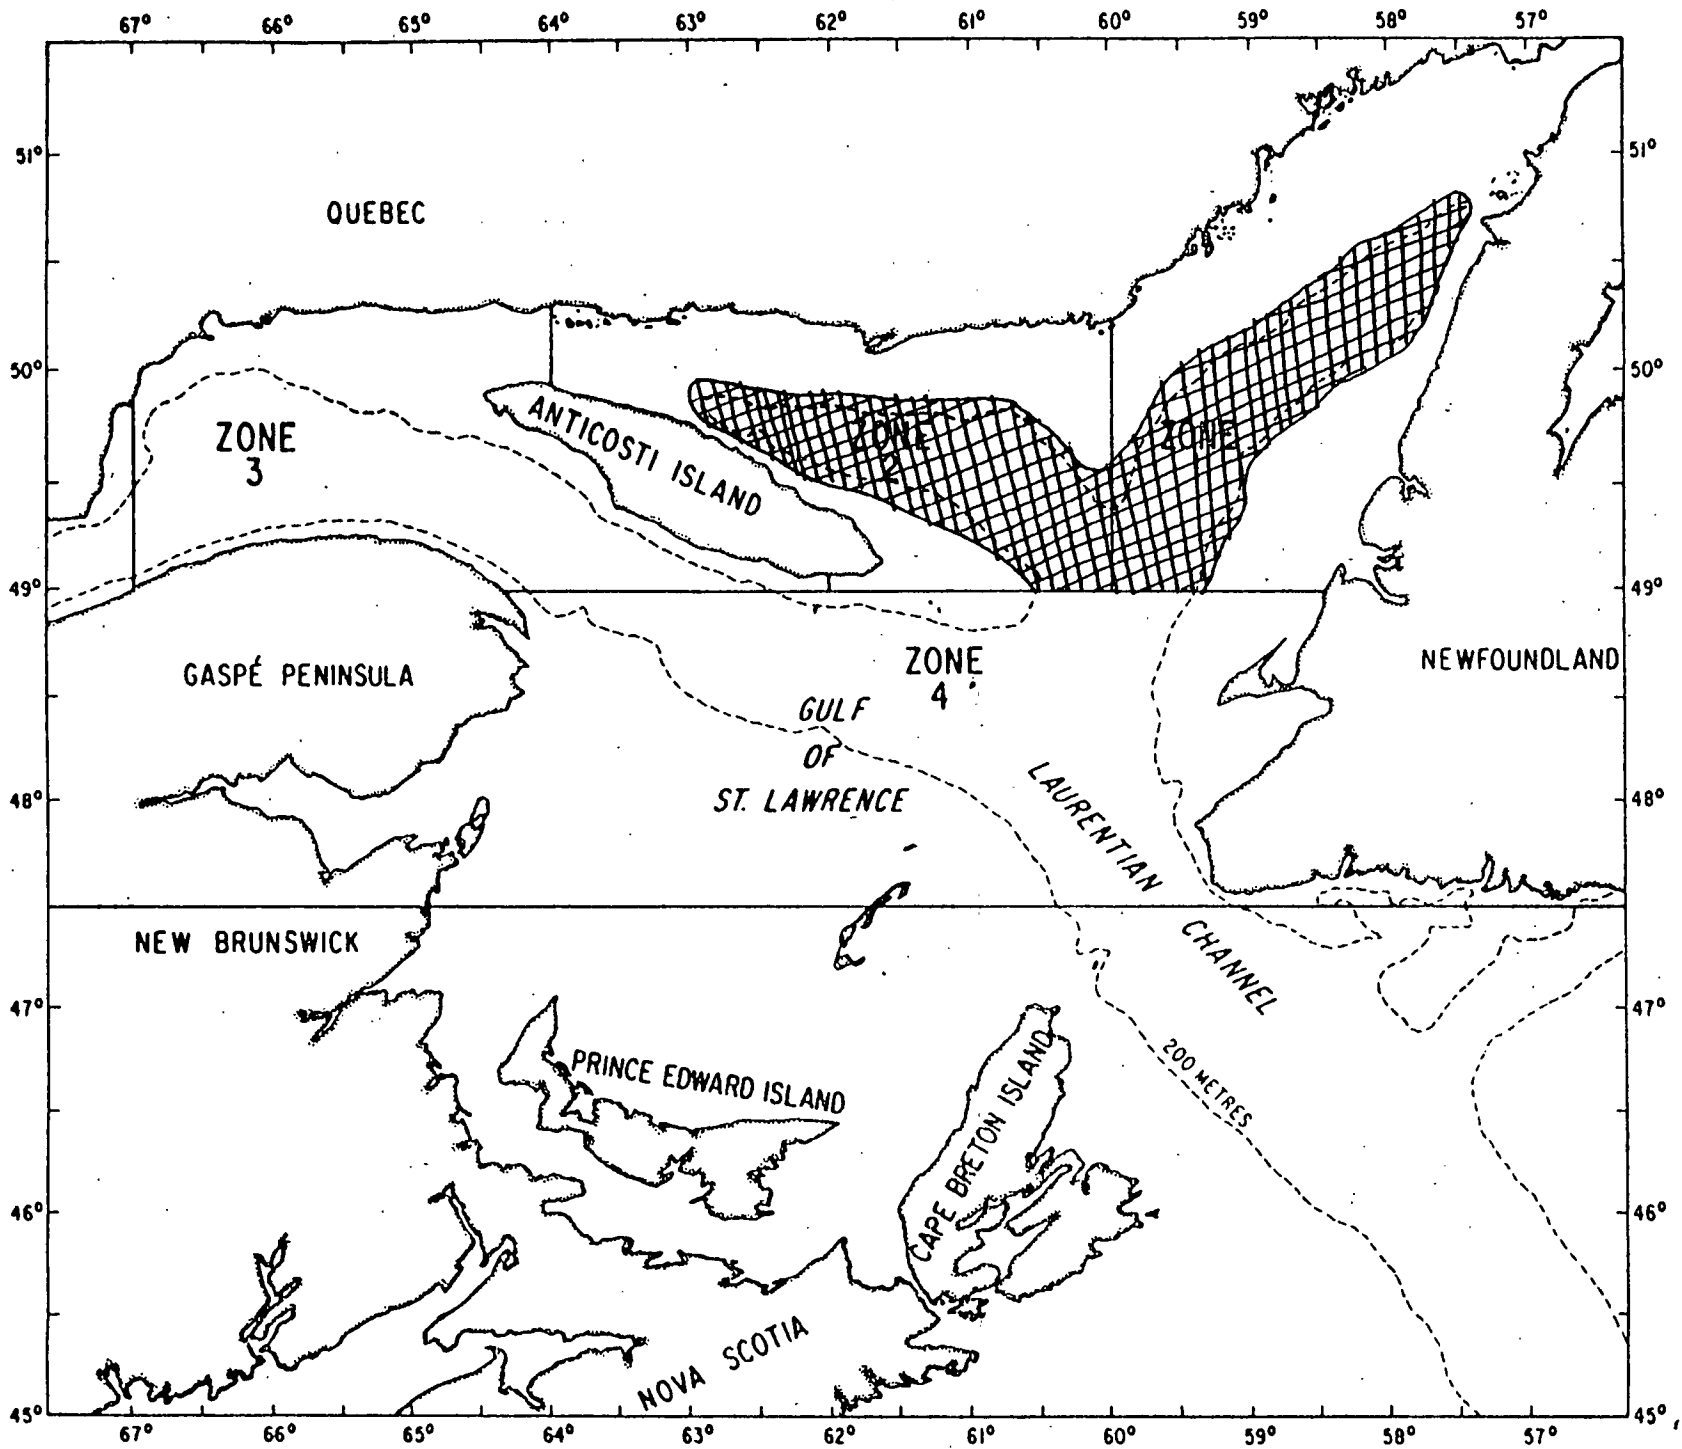 67° 66° 65° 64° 63° 62° 61° 60° 59° 58° 57°
51° 51°
QUEBEC
50° 50°
ANTICOSTI ISLAND
ZONE
3
ZONE
2
ZONE
49° 49°
GASPÉ PENINSULA
ZONE
4
NEWFOUNDLAND
GULF
OF
ST. LAWRENCE
LAURENTIAN
CHANNEL
48° 48°
NEW BRUNSWICK
47° 47°
PRINCE EDWARD ISLAND
CAPE BRETON ISLAND
200 METRES
46° 46°
NOVA SCOTIA
45° 45°
67° 66° 65° 64° 63° 62° 61° 60° 59° 58° 57°